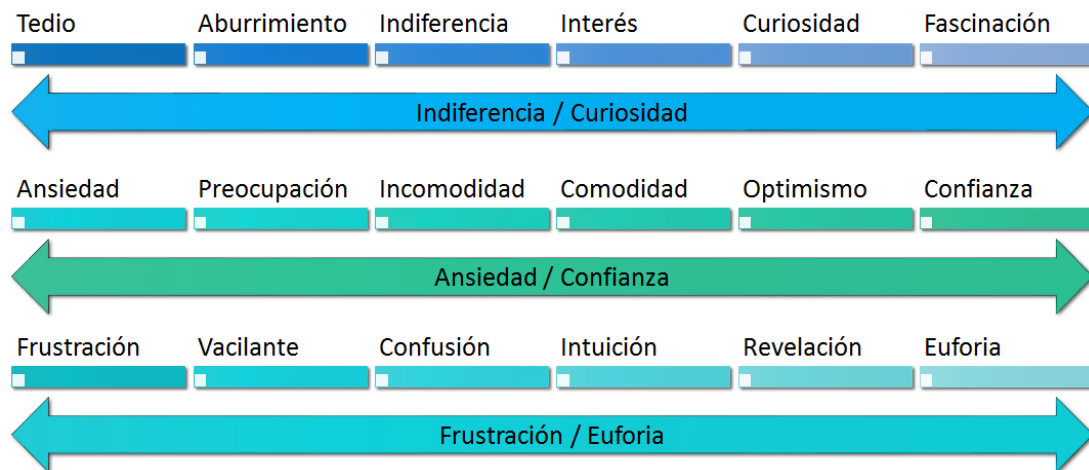 Tedio Aburrimiento Indiferencia Interés Curiosidad Fascinación
Indiferencia / Curiosidad
Ansiedad Preocupación Incomodidad Comodidad Optimismo Confianza
Ansiedad / Confianza
Frustración Vacilante Confusión Intuición Revelación Euforia
Frustración / Euforia